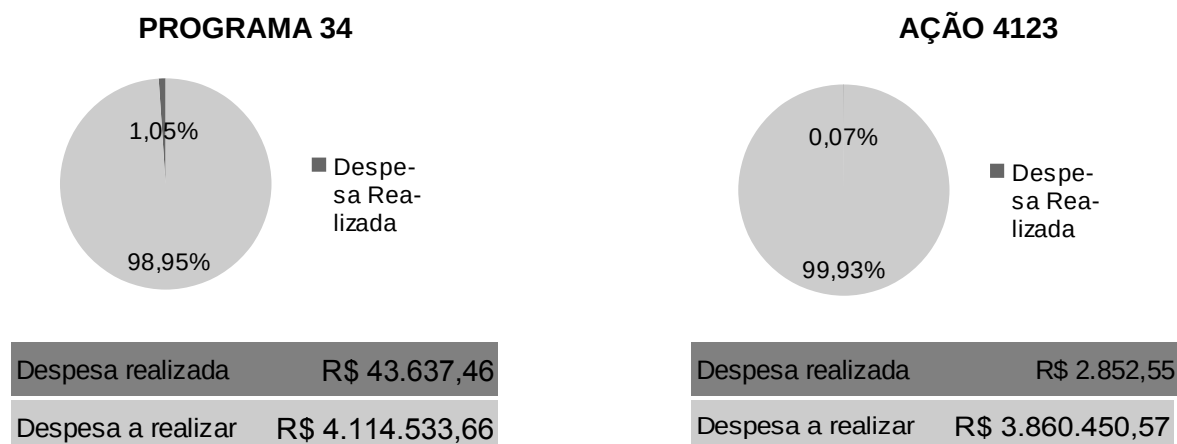 PROGRAMA 34
1,05%
98,95%
Despe-
sa Rea-
lizada
Despesa realizada R$ 43.637,46
Despesa a realizar R$ 4.114.533,66
AÇÃO 4123
0,07%
99,93%
Despe-
sa Rea-
lizada
Despesa realizada R$ 2.852,55
Despesa a realizar R$ 3.860.450,57